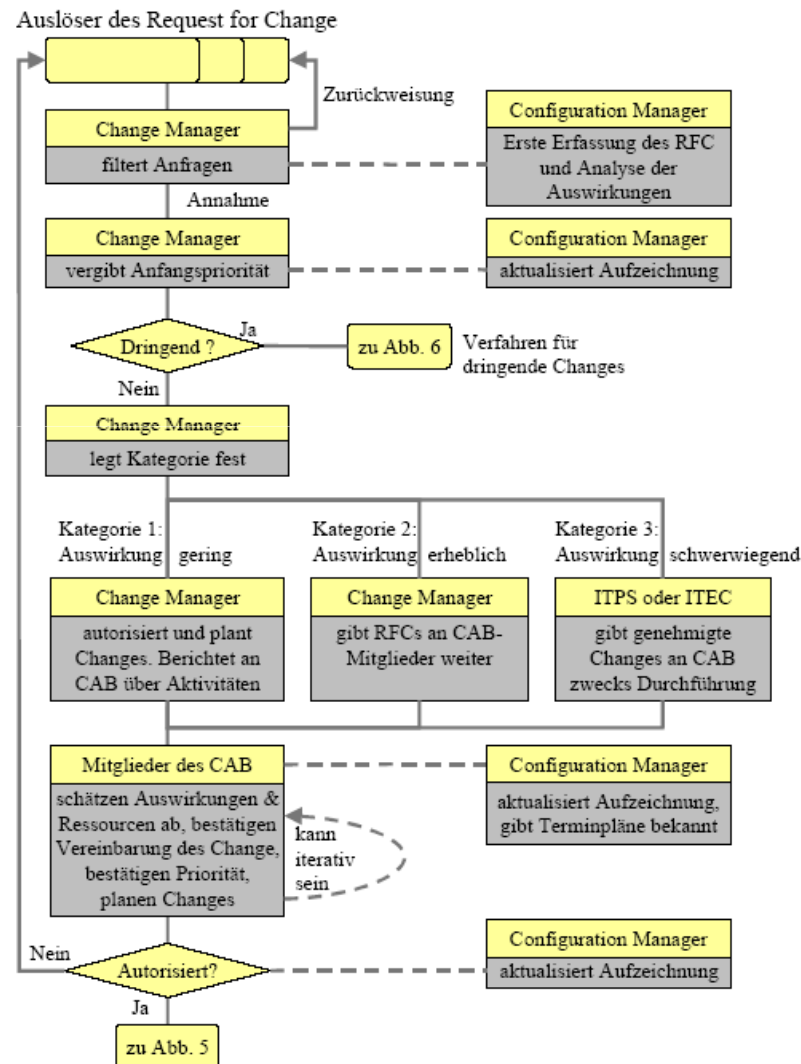 Auslöser des Request for Change
Zurückweisung
Change Manager
filtert Anfragen
Configuration Manager
Erste Erfassung des RFC
und Analyse der
Auswirkungen
Annahme
Change Manager
vergibt Anfangspriorität
Configuration Manager
aktualisiert Aufzeichnung
Dringend ?
Ja
zu Abb. 6
Verfahren für
dringende Changes
Nein
Change Manager
legt Kategorie fest
Kategorie 1:
Auswirkung gering
Kategorie 2:
Auswirkung erheblich
Kategorie 3:
Auswirkung schwerwiegend
Change Manager
autorisiert und plant
Changes. Berichtet an
CAB über Aktivitäten
Change Manager
gibt RFCs an CAB-
Mitglieder weiter
ITPS oder ITEC
gibt genehmigte
Changes an CAB
zwecks Durchführung
Mitglieder des CAB
schätzen Auswirkungen &
Ressourcen ab, bestätigen
Vereinbarung des Change,
bestätigen Priorität,
planen Changes
kann
iterativ
sein
Configuration Manager
aktualisiert Aufzeichnung,
gibt Terminpläne bekannt
Nein
Autorisiert?
Configuration Manager
aktualisiert Aufzeichnung
Ja
zu Abb. 5